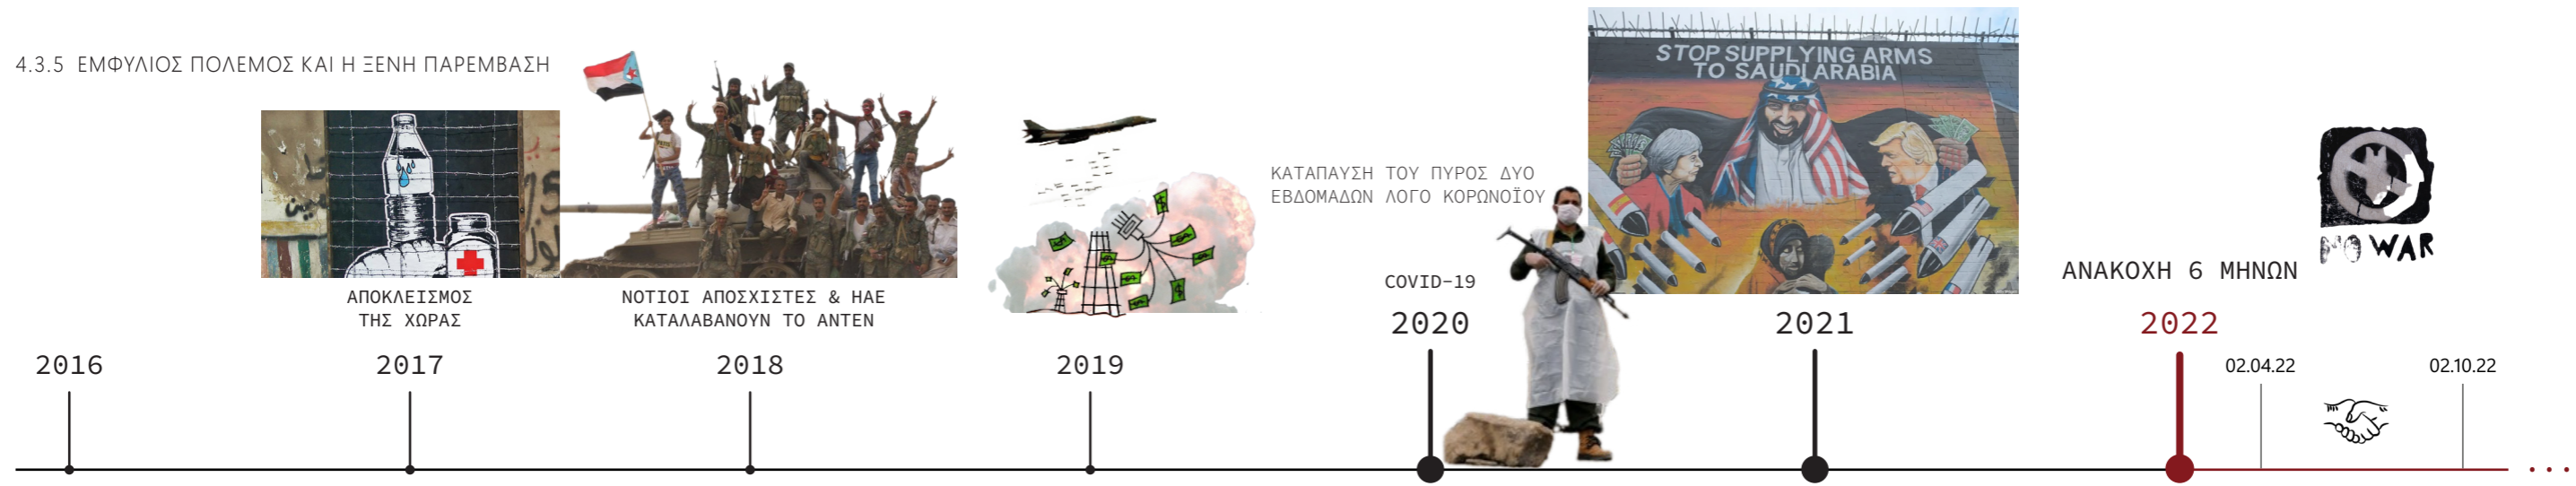 4.3.5 ΕΜΦΥΛΙΟΣ ΠΟΛΕΜΟΣ ΚΑΙ Η ΞΕΝΗ ΠΑΡΕΜΒΑΣΗ
ΑΠΟΚΛΕΙΣΜΟΣ
ΤΗΣ ΧΩΡΑΣ
ΝΟΤΙΟΙ ΑΠΟΣΧΙΣΤΕΣ & ΗΑΕ
ΚΑΤΑΛΑΒΑΝΟΥΝ ΤΟ ΑΝΤΕΝ
ΚΑΤΑΠΑΥΣΗ ΤΟΥ ΠΥΡΟΣ ΔΥΟ
ΕΒΔΟΜΑΔΩΝ ΛΟΓΟ ΚΟΡΩΝΟΪΟΥ
COVID-19
STOP SUPPLYING ARMS
TO SAUDI ARABIA
ΑΝΑΚΟΧΗ 6 ΜΗΝΩΝ
NO WAR
2016
2017
2018
2019
2020
2021
2022
02.04.22
02.10.22